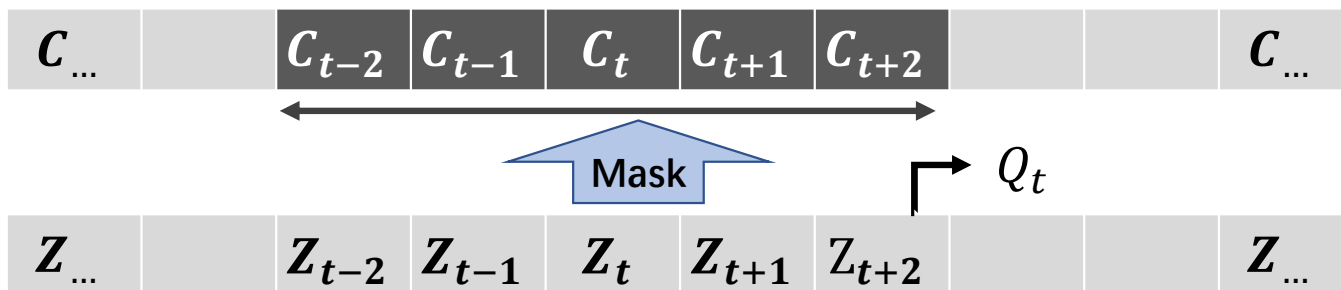 C... C_{t-2} C_{t-1} C_t C_{t+1} C_{t+2} C...
Mask
Q_t
Z... Z_{t-2} Z_{t-1} Z_t Z_{t+1} Z_{t+2} Z...